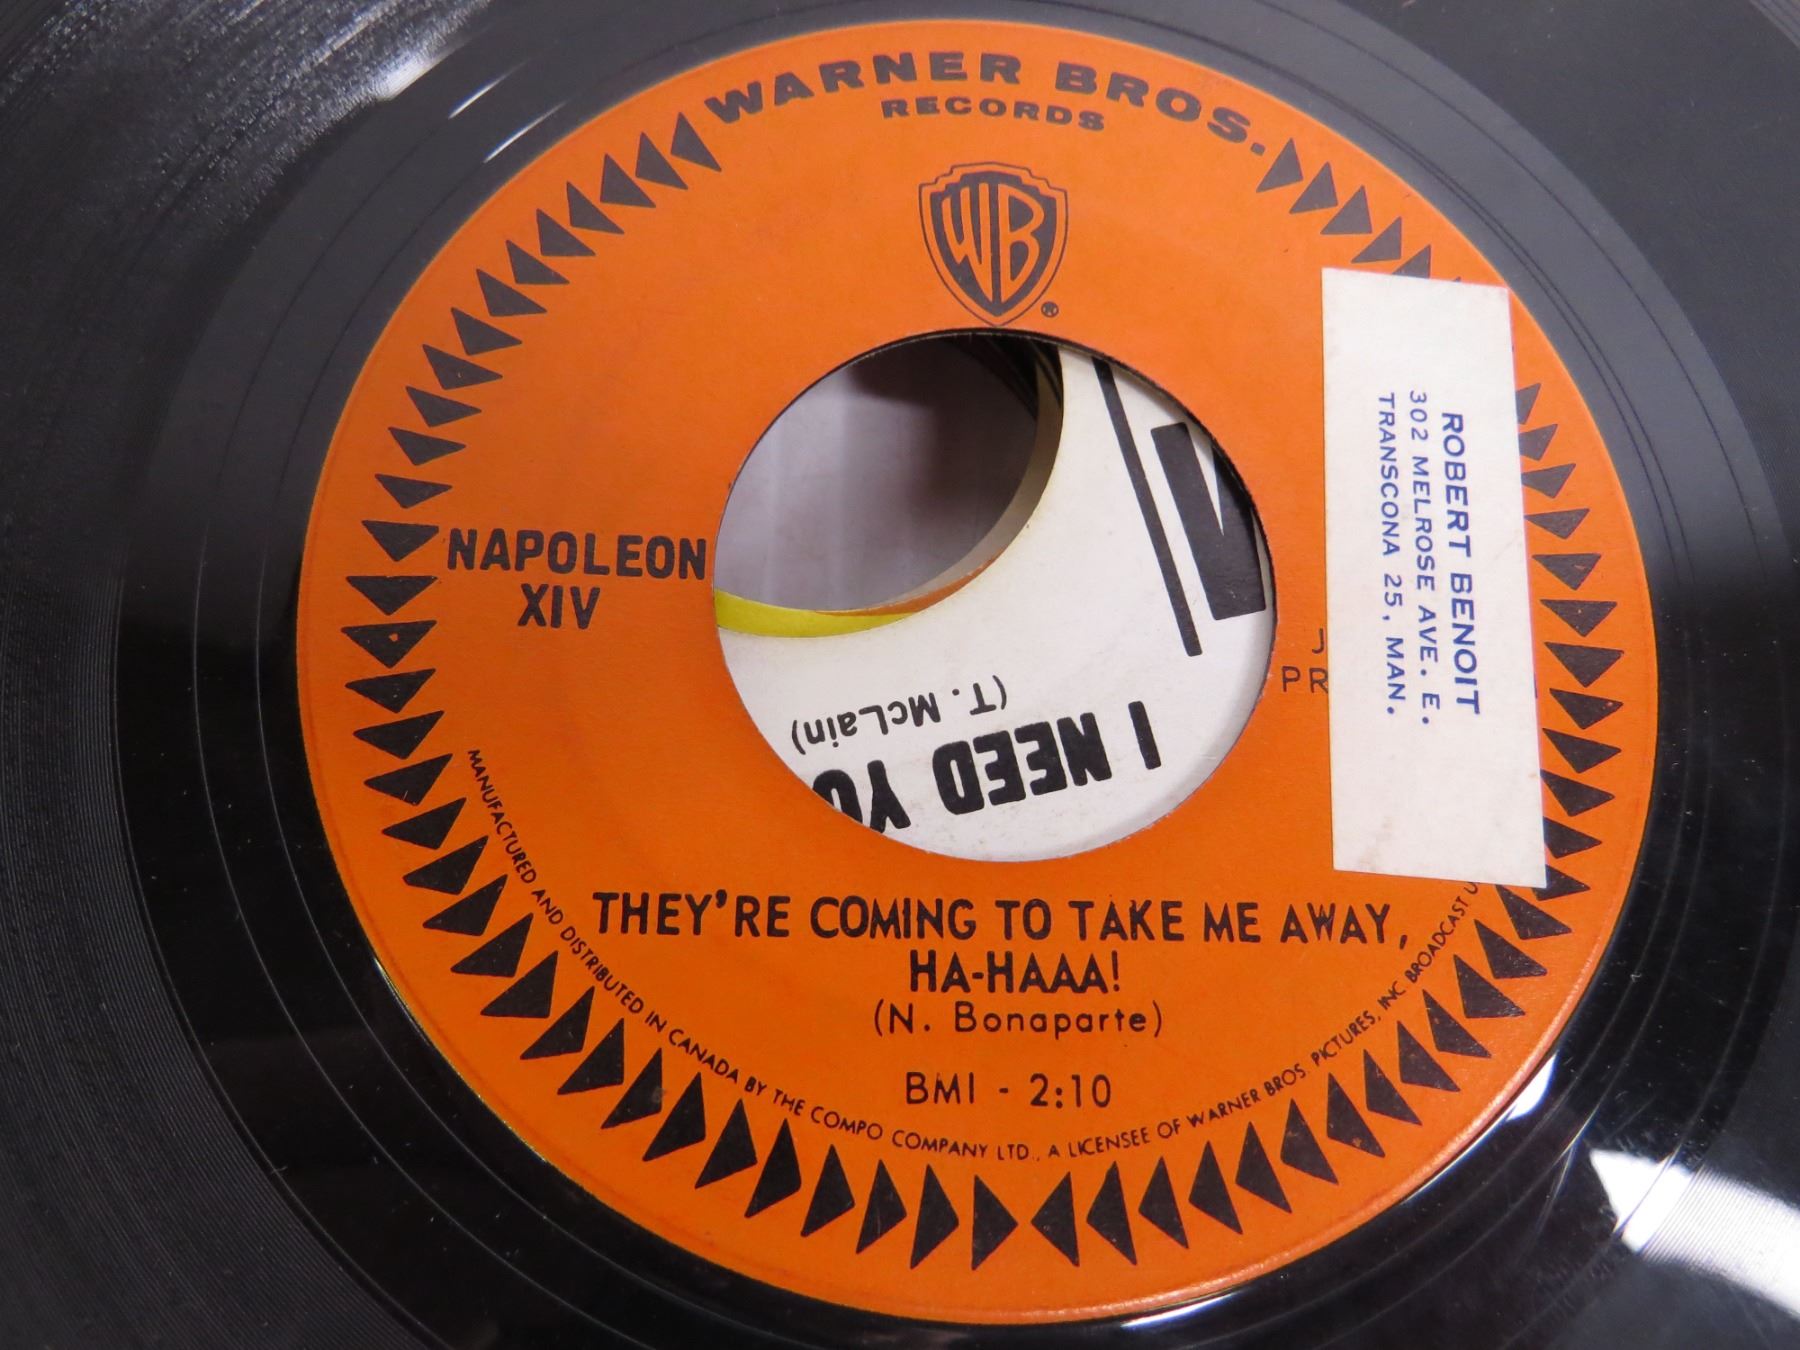 WARNER BROS.
RECORDS
WB
®
NAPOLEON
XIV
ROBERT BENOIT
302 MELROSE AVE. E.
TRANSCONA 25, MAN.
PR
I NEED YO
(T. McLain)
THEY'RE COMING TO TAKE ME AWAY,
HA-HAAA!
(N. Bonaparte)
BMI - 2:10
MANUFACTURED AND DISTRIBUTED IN CANADA BY THE COMPO COMPANY LTD., A LICENSEE OF WARNER BROS. PICTURES, INC. BROADCAST